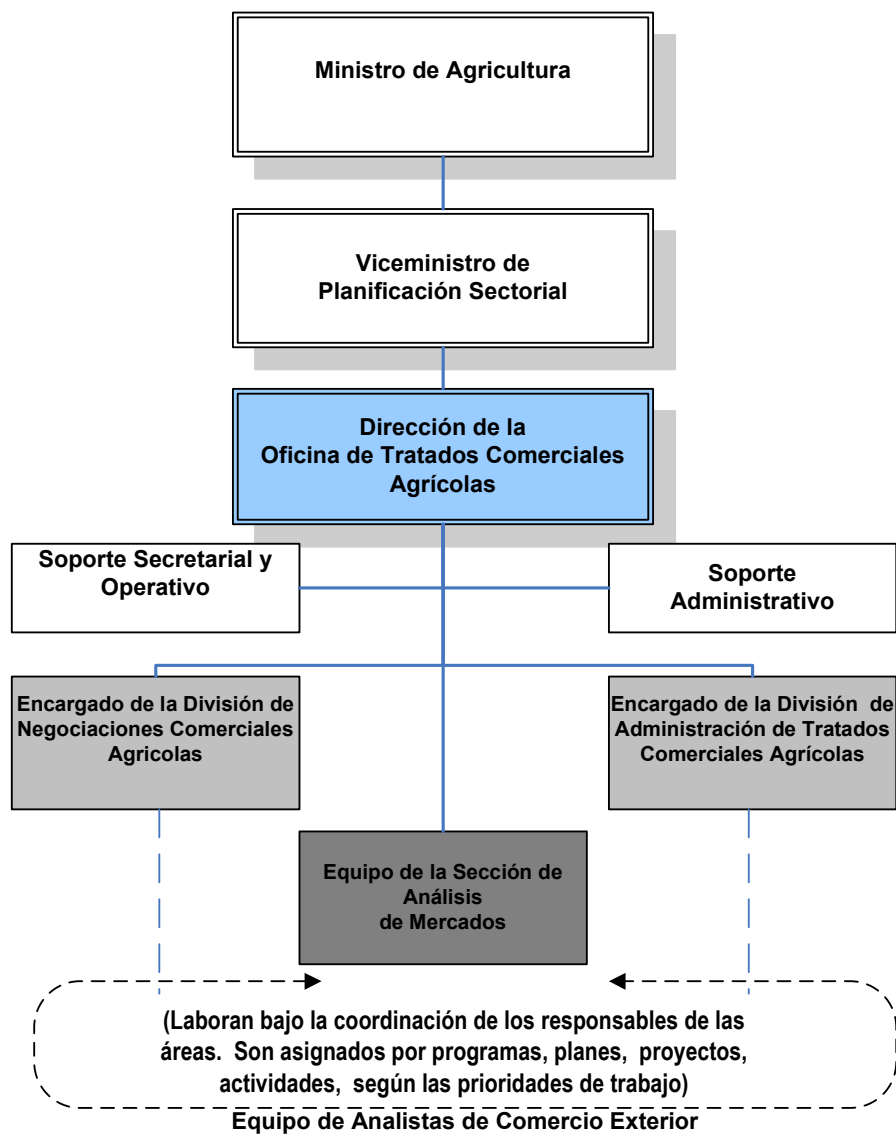 Ministro de Agricultura
Viceministro de
Planificación Sectorial
Dirección de la
Oficina de Tratados Comerciales
Agrícolas
Soporte Secretarial y
Operativo
Soporte
Administrativo
Encargado de la División de
Negociaciones Comerciales
Agricolas
Encargado de la División de
Administración de Tratados
Comerciales Agrícolas
Equipo de la Sección de
Análisis
de Mercados
(Laboran bajo la coordinación de los responsables de las
áreas. Son asignados por programas, planes, proyectos,
actividades, según las prioridades de trabajo)
Equipo de Analistas de Comercio Exterior